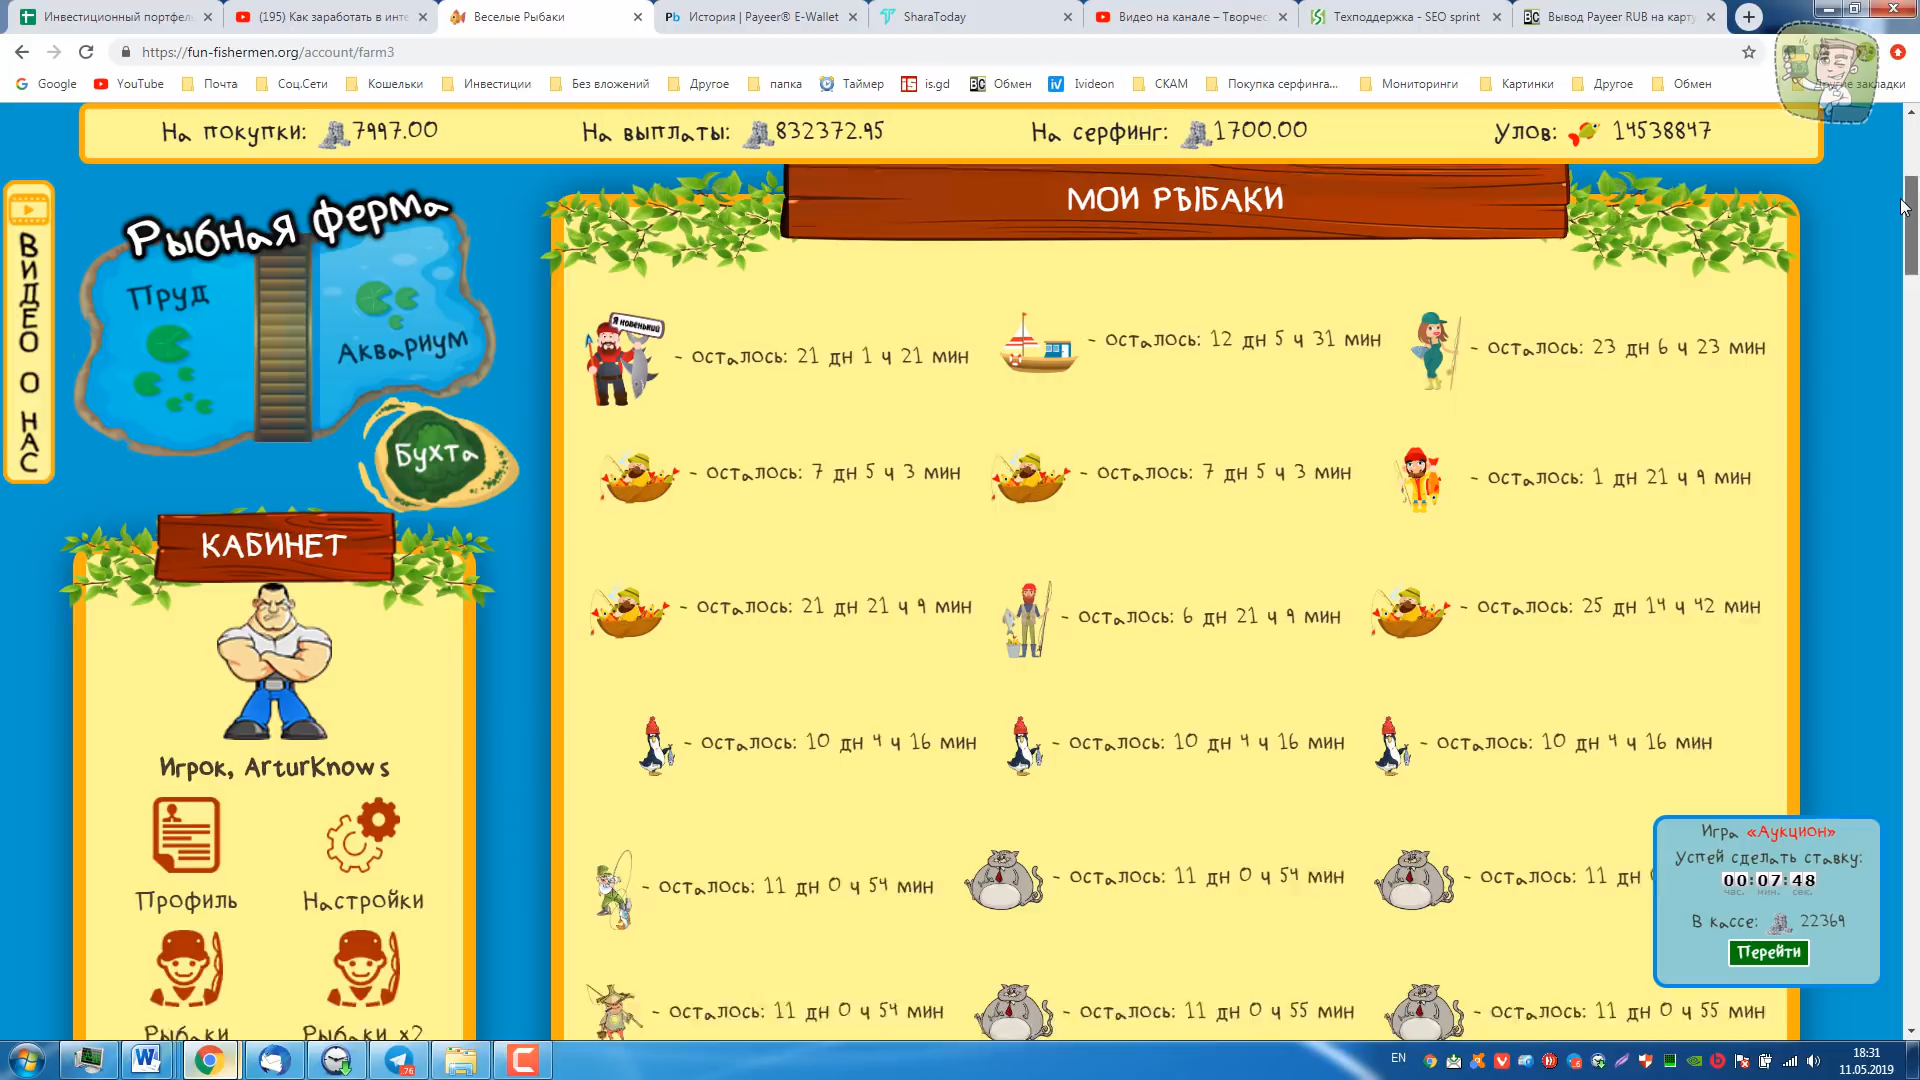 Инвестиционный портфел
(195) Как заработать в инте
Веселые Рыбаки
История | Payeer® E-Wallet
SharaToday
Видео на канале – Творчес
Техподдержка - SEO sprint
Вывод Payeer RUB на карту
https://fun-fishermen.org/account/farm3
Google
YouTube
Почта
Соц.Сети
Кошельки
Инвестиции
Без вложений
Другое
папка
Таймер
is.gd
Обмен
Ivideon
СКАМ
Покупка серфинга...
Мониторинги
Картинки
Другое
Обмен
Другие закладки
На покупки: 7997.00
На выплаты: 832372.95
На серфинг: 1700.00
Улов: 14538847
ВИДЕО О НАС
Рыбная ферма
Пруд
Аквариум
Бухта
МОИ РЫБАКИ
Я новенький
- осталось: 21 дн 1 ч 21 мин
- осталось: 12 дн 5 ч 31 мин
- осталось: 23 дн 6 ч 23 мин
- осталось: 7 дн 5 ч 3 мин
- осталось: 7 дн 5 ч 3 мин
- осталось: 1 дн 21 ч 9 мин
- осталось: 21 дн 21 ч 9 мин
- осталось: 6 дн 21 ч 9 мин
- осталось: 25 дн 14 ч 42 мин
- осталось: 10 дн 4 ч 16 мин
- осталось: 10 дн 4 ч 16 мин
- осталось: 10 дн 4 ч 16 мин
- осталось: 11 дн 0 ч 54 мин
- осталось: 11 дн 0 ч 54 мин
- осталось: 11 дн
- осталось: 11 дн 0 ч 54 мин
- осталось: 11 дн 0 ч 55 мин
- осталось: 11 дн 0 ч 55 мин
КАБИНЕТ
Игрок, ArturKnows
Профиль
Настройки
Рыбаки
Рыбаки x2
Игра «Аукцион»
Успей сделать ставку:
00:07:48
час. мин. сек.
В кассе: 22369
Перейти
76
EN
18:31
11.05.2019